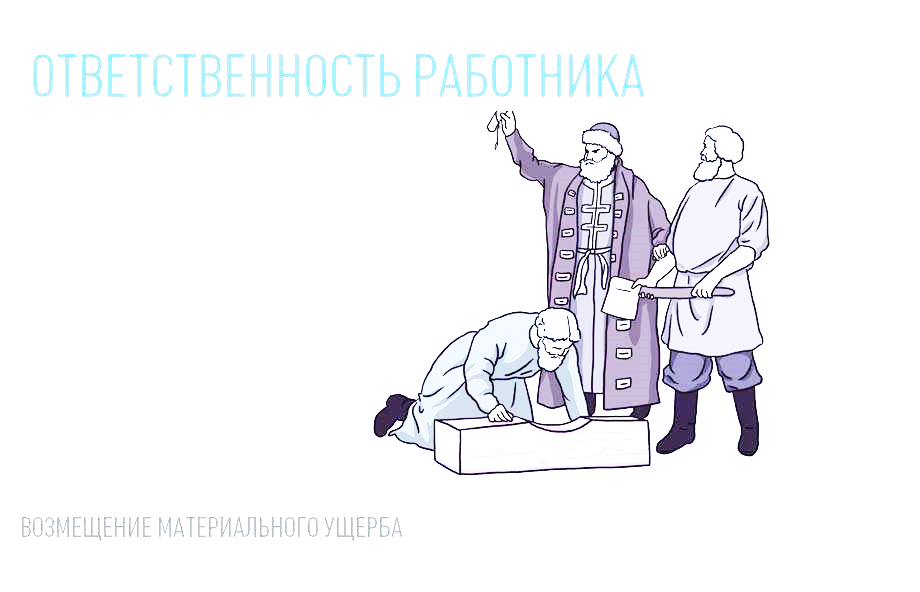 ОТВЕТСТВЕННОСТЬ РАБОТНИКА
ВОЗМЕЩЕНИЕ МАТЕРИАЛЬНОГО УЩЕРБА